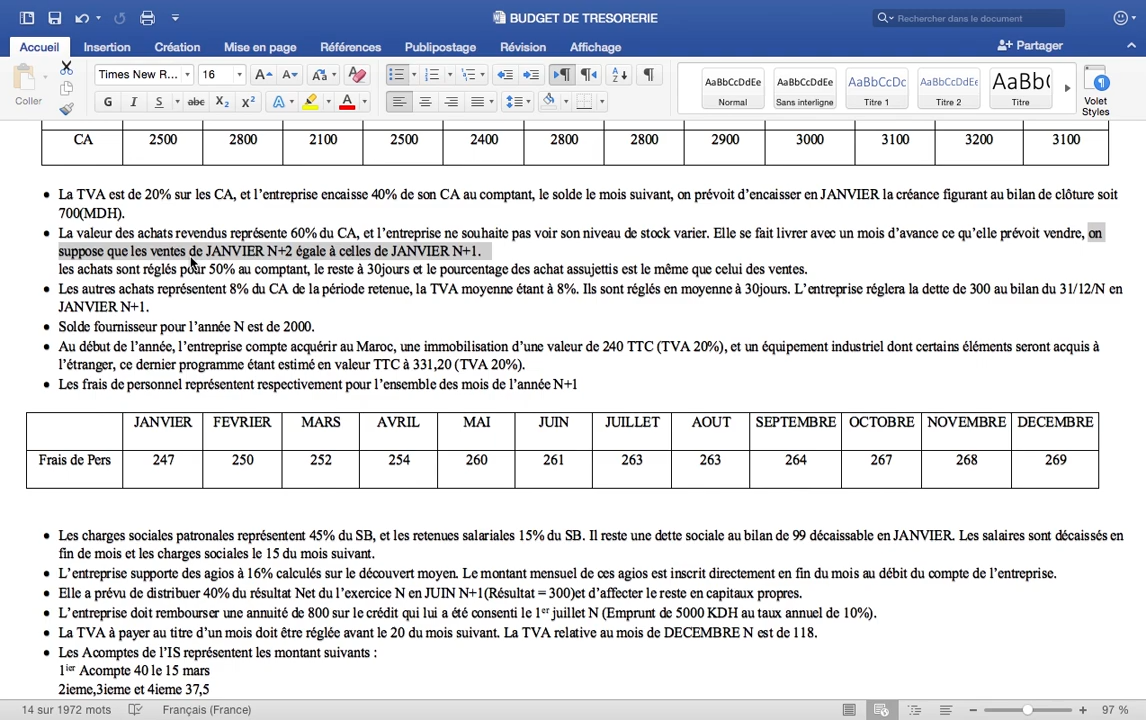 BUDGET DE TRESORERIE
Rechercher dans le document
Accueil Insertion Création Mise en page Références Publipostage Révision Affichage Partager
Coller Times New R... 16 A A Aa A
G I S abc X₂ X² A A A
AaBbCcDdEe AaBbCcDdEe AaBbCcDc AaBbCcDdEe AaBb(
Normal Sans interligne Titre 1 Titre 2 Titre
Volet
Styles
CA 2500 2800 2100 2500 2400 2800 2800 2900 3000 3100 3200 3100
• La TVA est de 20% sur les CA, et l’entreprise encaisse 40% de son CA au comptant, le solde le mois suivant, on prévoit d’encaisser en JANVIER la créance figurant au bilan de clôture soit
700(MDH).
• La valeur des achats revendus représente 60% du CA, et l’entreprise ne souhaite pas voir son niveau de stock varier. Elle se fait livrer avec un mois d’avance ce qu’elle prévoit vendre, on
suppose que les ventes de JANVIER N+2 égale à celles de JANVIER N+1.
les achats sont réglés pour 50% au comptant, le reste à 30jours et le pourcentage des achat assujettis est le même que celui des ventes.
• Les autres achats représentent 8% du CA de la période retenue, la TVA moyenne étant à 8%. Ils sont réglés en moyenne à 30jours. L’entreprise réglera la dette de 300 au bilan du 31/12/N en
JANVIER N+1.
• Solde fournisseur pour l’année N est de 2000.
• Au début de l’année, l’entreprise compte acquérir au Maroc, une immobilisation d’une valeur de 240 TTC (TVA 20%), et un équipement industriel dont certains éléments seront acquis à
l’étranger, ce dernier programme étant estimé en valeur TTC à 331,20 (TVA 20%).
• Les frais de personnel représentent respectivement pour l’ensemble des mois de l’année N+1
JANVIER FEVRIER MARS AVRIL MAI JUIN JUILLET AOUT SEPTEMBRE OCTOBRE NOVEMBRE DECEMBRE
Frais de Pers 247 250 252 254 260 261 263 263 264 267 268 269
• Les charges sociales patronales représentent 45% du SB, et les retenues salariales 15% du SB. Il reste une dette sociale au bilan de 99 décaissable en JANVIER. Les salaires sont décaissés en
fin de mois et les charges sociales le 15 du mois suivant.
• L’entreprise supporte des agios à 16% calculés sur le découvert moyen. Le montant mensuel de ces agios est inscrit directement en fin du mois au débit du compte de l’entreprise.
• Elle a prévu de distribuer 40% du résultat Net du l’exercice N en JUIN N+1(Résultat = 300)et d’affecter le reste en capitaux propres.
• L’entreprise doit rembourser une annuité de 800 sur le crédit qui lui a été consenti le 1er juillet N (Emprunt de 5000 KDH au taux annuel de 10%).
• La TVA à payer au titre d’un mois doit être réglée avant le 20 du mois suivant. La TVA relative au mois de DECEMBRE N est de 118.
• Les Acomptes de l’IS représentent les montant suivants :
1ier Acompte 40 le 15 mars
2ieme,3ieme et 4ieme 37,5
14 sur 1972 mots Français (France) 97 %